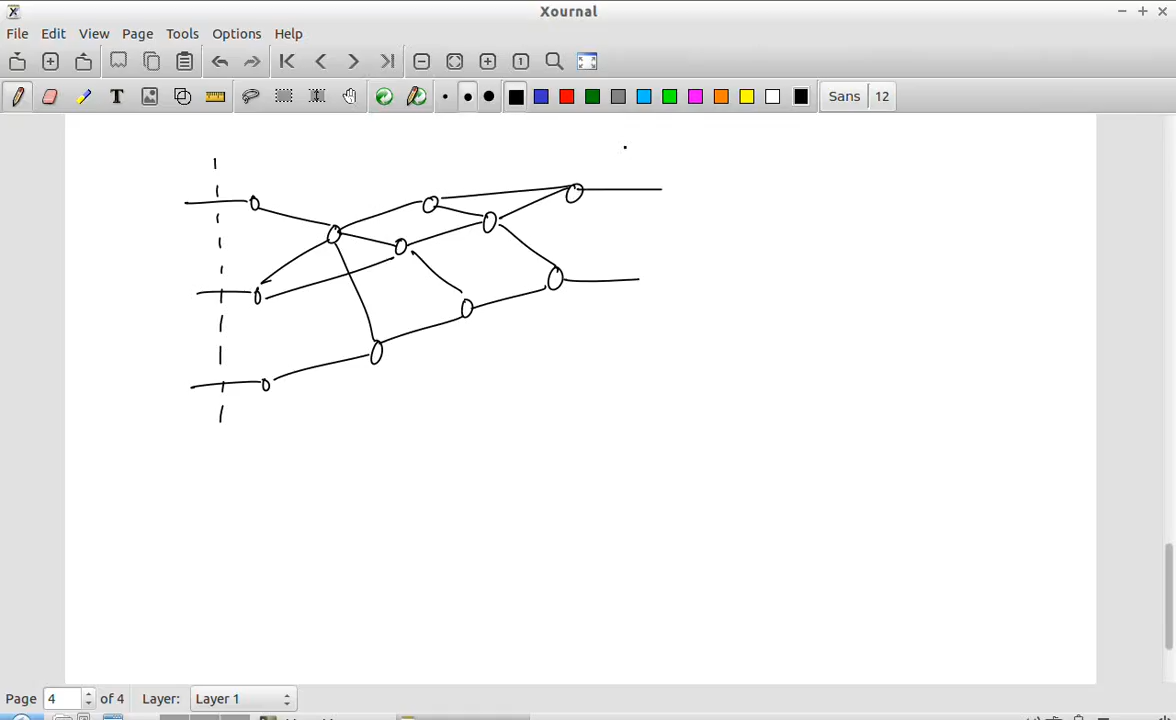 Xournal
File Edit View Page Tools Options Help
Sans 12
Page 4 of 4 Layer: Layer 1